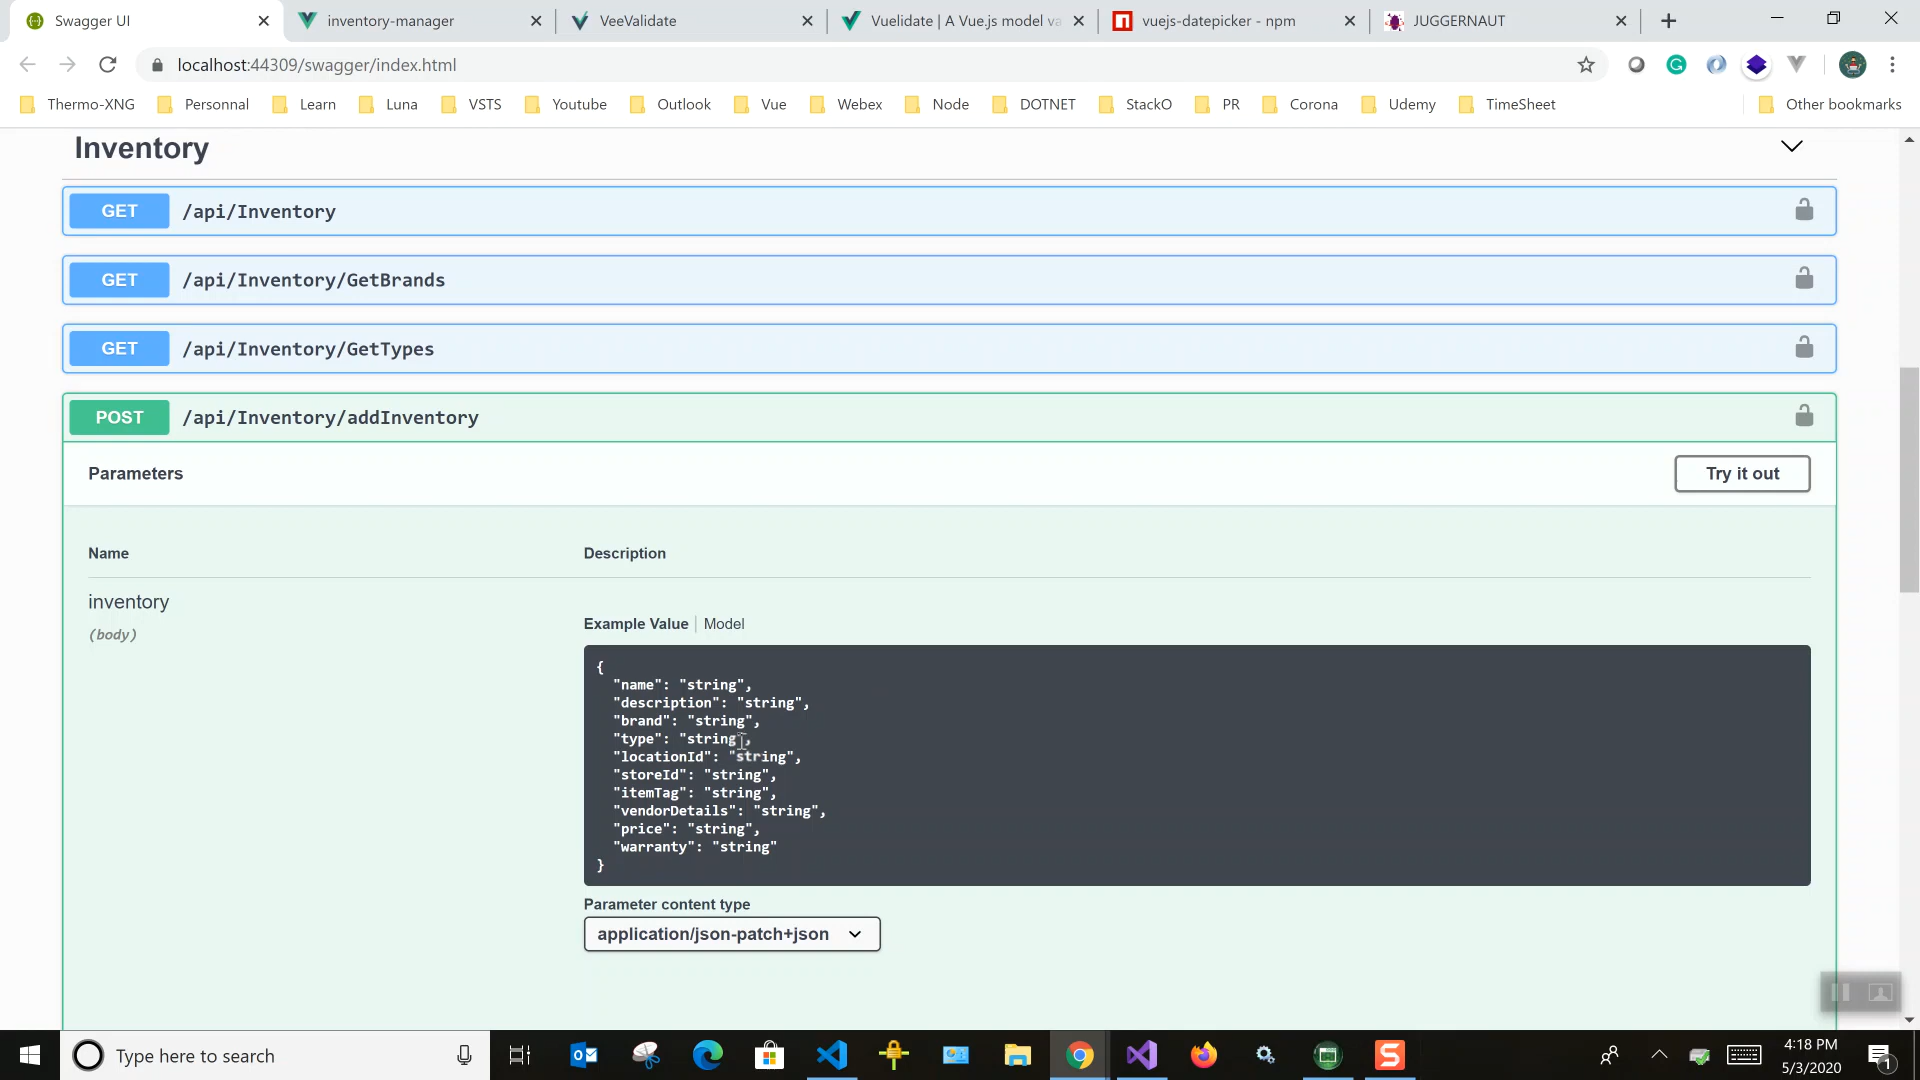 Swagger UI
inventory-manager
VeeValidate
Vuelidate | A Vue.js model va
vuejs-datepicker - npm
JUGGERNAUT
localhost:44309/swagger/index.html
Thermo-XNG
Personnal
Learn
Luna
VSTS
Youtube
Outlook
Vue
Webex
Node
DOTNET
StackO
PR
Corona
Udemy
TimeSheet
Other bookmarks
Inventory
GET /api/Inventory
GET /api/Inventory/GetBrands
GET /api/Inventory/GetTypes
POST /api/Inventory/addInventory
Parameters
Try it out
Name
Description
inventory
(body)
Example Value | Model
{
"name": "string",
"description": "string",
"brand": "string",
"type": "string",
"locationId": "string",
"storeId": "string",
"itemTag": "string",
"vendorDetails": "string",
"price": "string",
"warranty": "string"
}
Parameter content type
application/json-patch+json
Type here to search
4:18 PM
5/3/2020
1